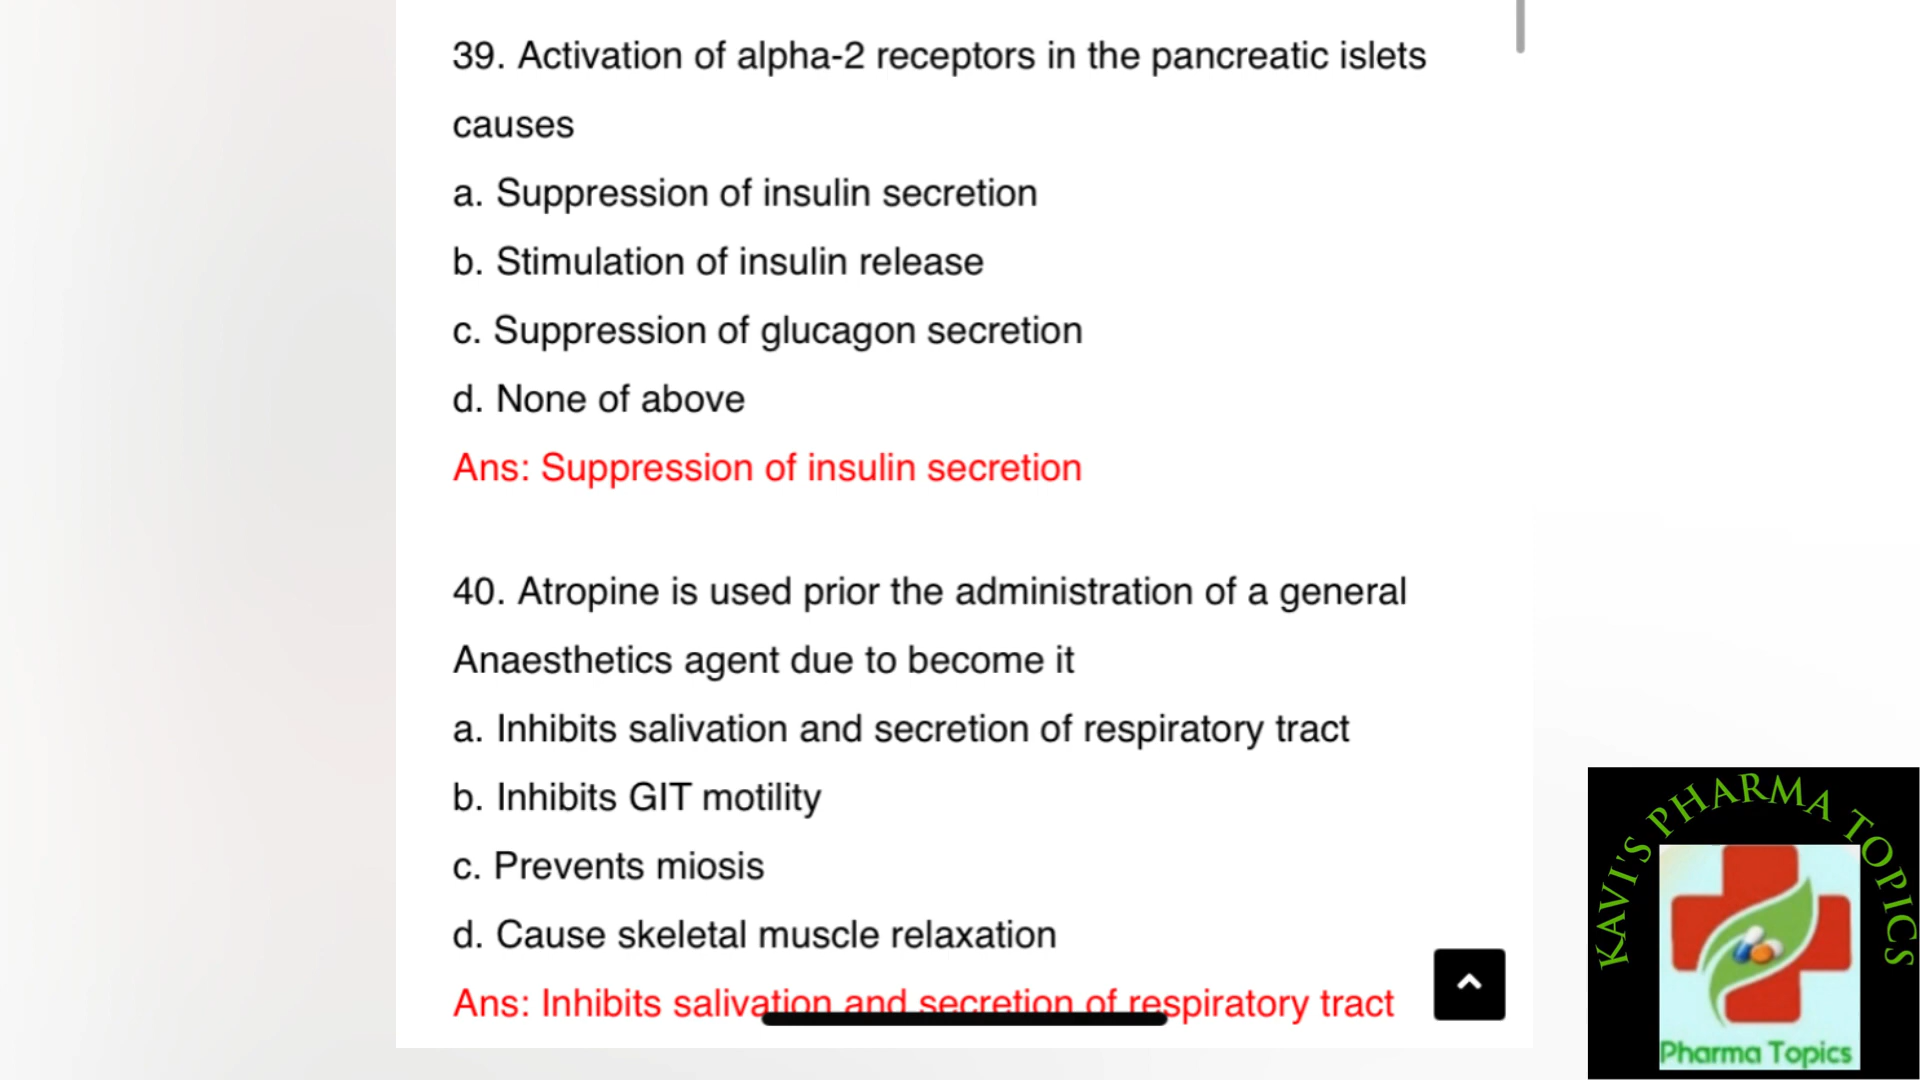 39. Activation of alpha-2 receptors in the pancreatic islets
causes
a. Suppression of insulin secretion
b. Stimulation of insulin release
c. Suppression of glucagon secretion
d. None of above
Ans: Suppression of insulin secretion
40. Atropine is used prior the administration of a general
Anaesthetics agent due to become it
a. Inhibits salivation and secretion of respiratory tract
b. Inhibits GIT motility
c. Prevents miosis
d. Cause skeletal muscle relaxation
Ans: Inhibits salivation and secretion of respiratory tract
KAVI'S PHARMA TOPICS
Pharma Topics